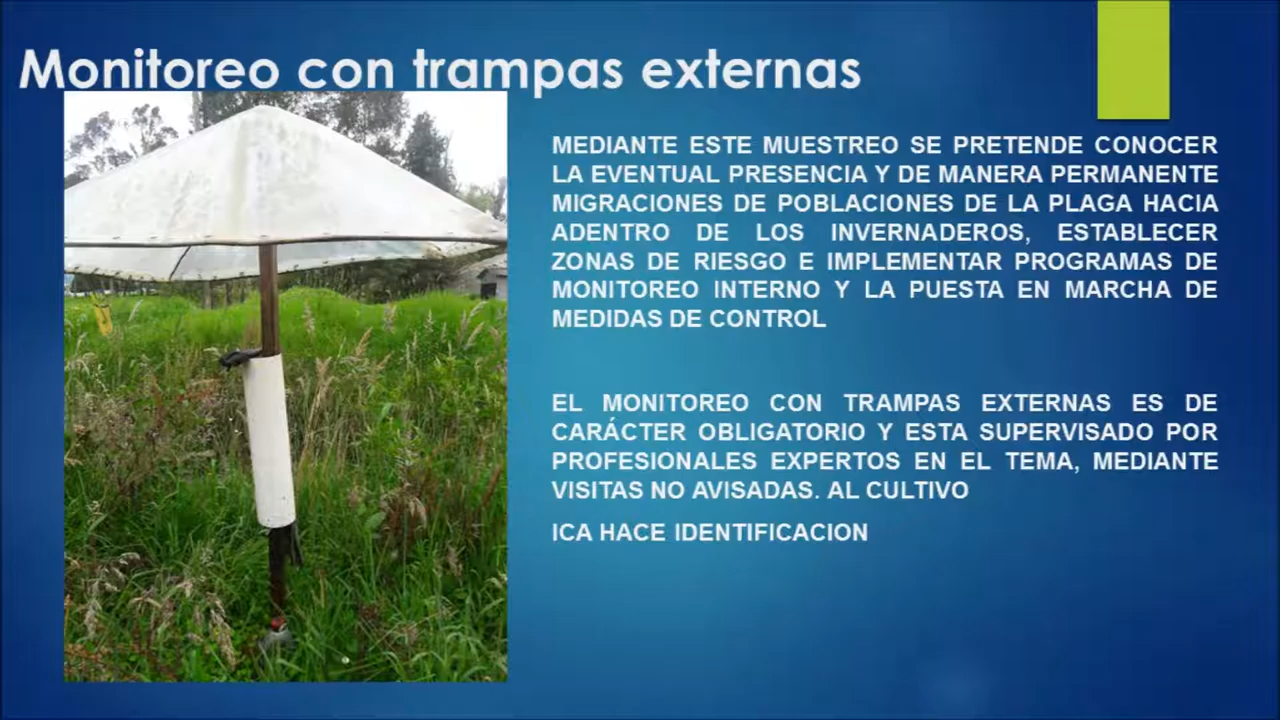 Monitoreo con trampas externas
MEDIANTE ESTE MUESTREO SE PRETENDE CONOCER
LA EVENTUAL PRESENCIA Y DE MANERA PERMANENTE
MIGRACIONES DE POBLACIONES DE LA PLAGA HACIA
ADENTRO DE LOS INVERNADEROS, ESTABLECER
ZONAS DE RIESGO E IMPLEMENTAR PROGRAMAS DE
MONITOREO INTERNO Y LA PUESTA EN MARCHA DE
MEDIDAS DE CONTROL
EL MONITOREO CON TRAMPAS EXTERNAS ES DE
CARÁCTER OBLIGATORIO Y ESTA SUPERVISADO POR
PROFESIONALES EXPERTOS EN EL TEMA, MEDIANTE
VISITAS NO AVISADAS. AL CULTIVO
ICA HACE IDENTIFICACION